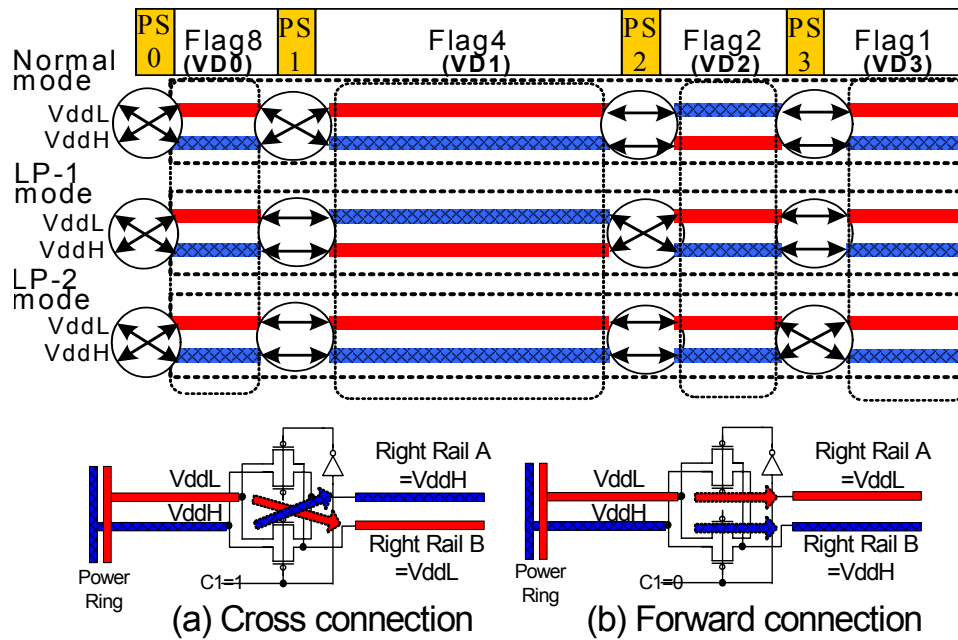 PS 0
Flag8 (VD0)
PS 1
Flag4 (VD1)
PS 2
Flag2 (VD2)
PS 3
Flag1 (VD3)
Normal mode
VddL
VddH
LP-1 mode
VddL
VddH
LP-2 mode
VddL
VddH
VddL
VddH
Power Ring
C1=1
Right Rail A =VddH
Right Rail B =VddL
(a) Cross connection
VddL
VddH
Power Ring
C1=0
Right Rail A =VddL
Right Rail B =VddH
(b) Forward connection